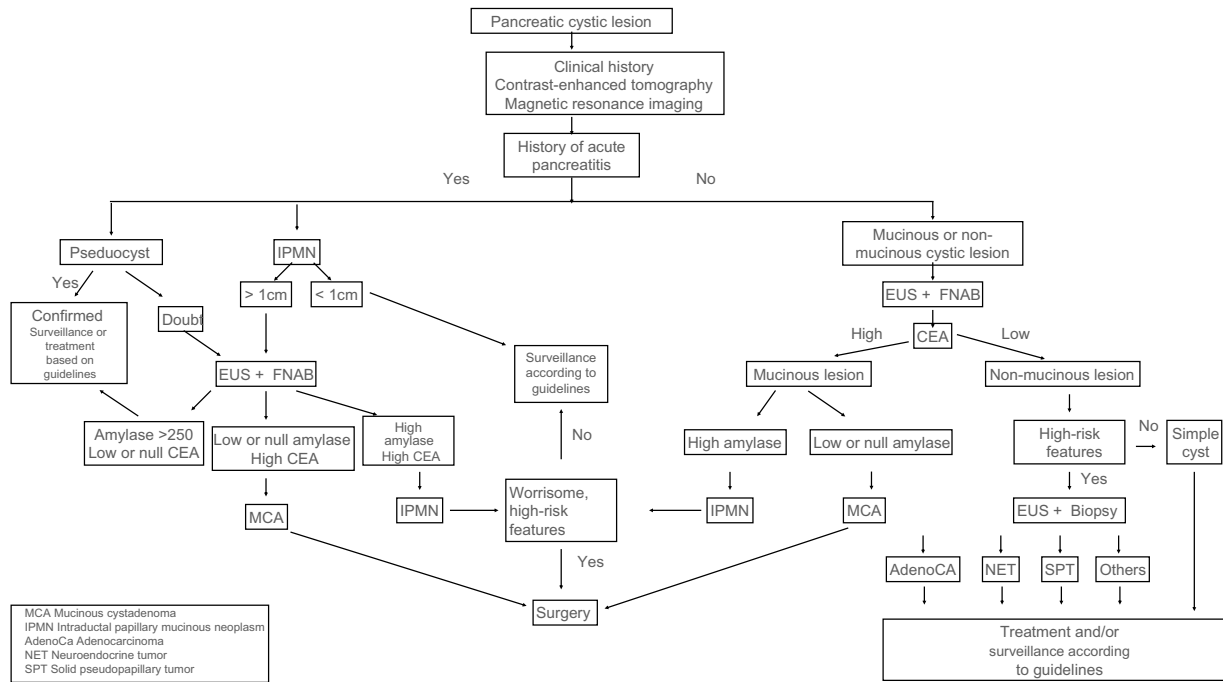 Pancreatic cystic lesion
Clinical history
Contrast-enhanced tomography
Magnetic resonance imaging
History of acute
pancreatitis
Yes
No
Pseduocyst
IPMN
Mucinous or non-
mucinous cystic lesion
Yes
> 1cm
< 1cm
EUS + FNAB
Confirmed
Surveillance or
treatment
based on
guidelines
Doubt
High
CEA
Low
EUS + FNAB
Surveillance
according to
guidelines
Mucinous lesion
Non-mucinous lesion
Amylase >250
Low or null CEA
Low or null amylase
High CEA
High
amylase
High CEA
No
High amylase
Low or null amylase
High-risk
features
No
Simple
cyst
Yes
MCA
IPMN
Worrisome,
high-risk
features
IPMN
MCA
EUS + Biopsy
Yes
AdenoCA
NET
SPT
Others
Surgery
MCA Mucinous cystadenoma
IPMN Intraductal papillary mucinous neoplasm
AdenoCa Adenocarcinoma
NET Neuroendocrine tumor
SPT Solid pseudopapillary tumor
Treatment and/or
surveillance according
to guidelines